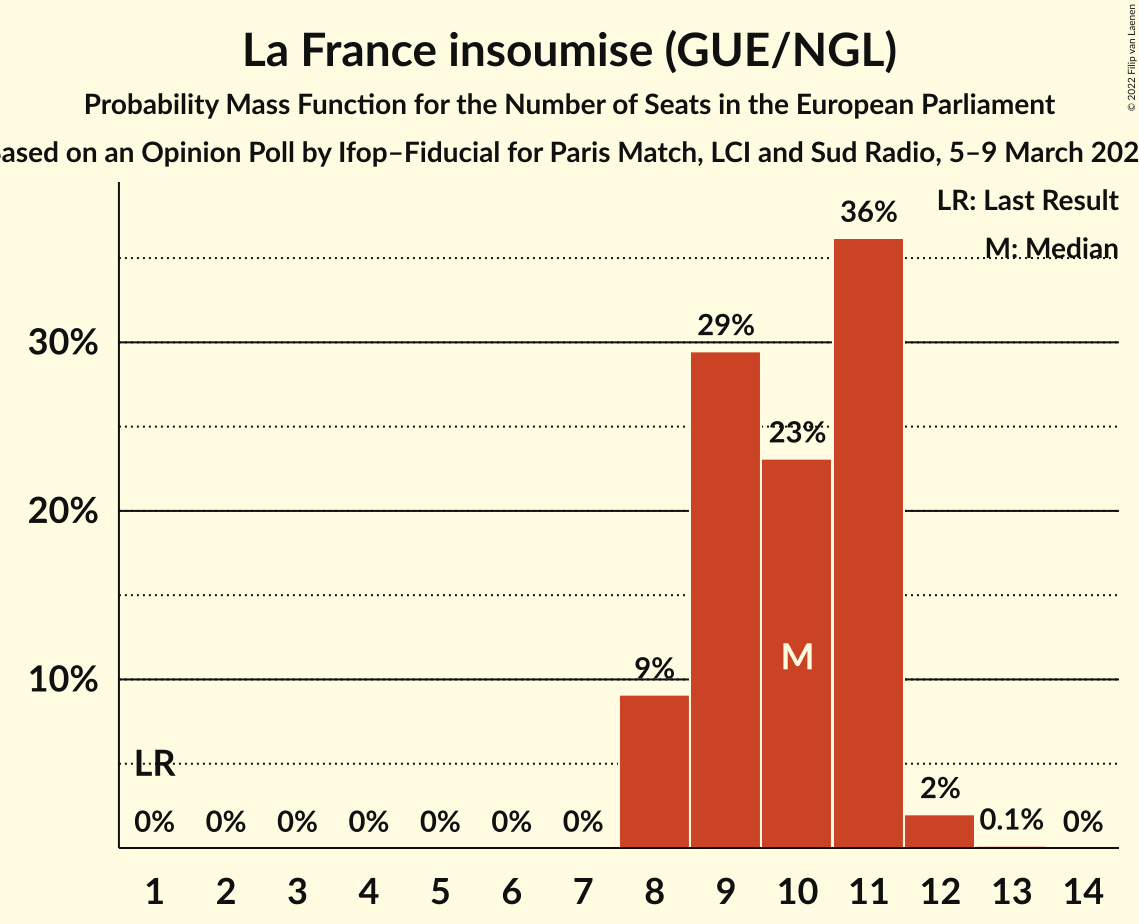 La France insoumise (GUE/NGL)
Probability Mass Function for the Number of Seats in the European Parliament
ased on an Opinion Poll by Ifop–Fiducial for Paris Match, LCI and Sud Radio, 5–9 March 202
© 2022 Filip van Laenen
LR: Last Result
M: Median
36%
29%
23%
9%
2%
0.1%
0%
30%
20%
10%
M
LR
0% 0% 0% 0% 0% 0% 0%
1 2 3 4 5 6 7 8 9 10 11 12 13 14